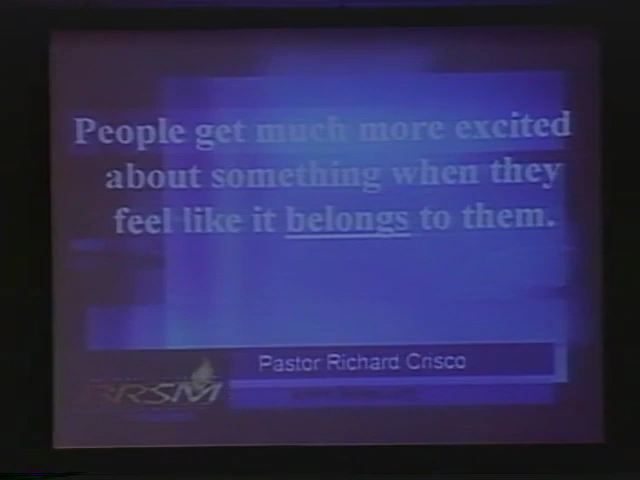 People get much more excited
about something when they
feel like it belongs to them.
Pastor Richard Crisco
BRSM